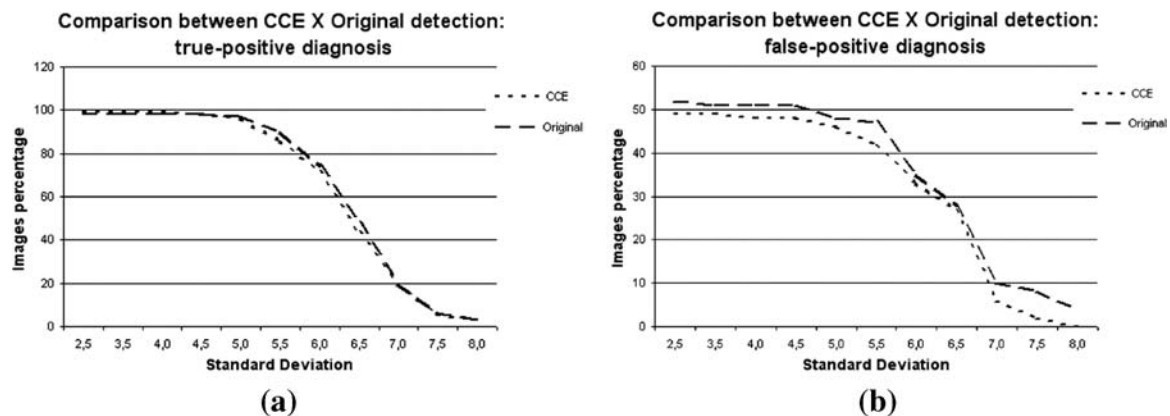 Comparison between CCE X Original detection:
true-positive diagnosis
120
100
80
60
40
20
0
Images percentage
2,5 3,5 4,0 4,5 5,0 5,5 6,0 6,5 7,0 7,5 8,0
Standard Deviation
CCE
Original
(a)
Comparison between CCE X Original detection:
false-positive diagnosis
60
50
40
30
20
10
0
Images percentage
2,5 3,5 4,0 4,5 5,0 5,5 6,0 6,5 7,0 7,5 8,0
Standard Deviation
CCE
Original
(b)